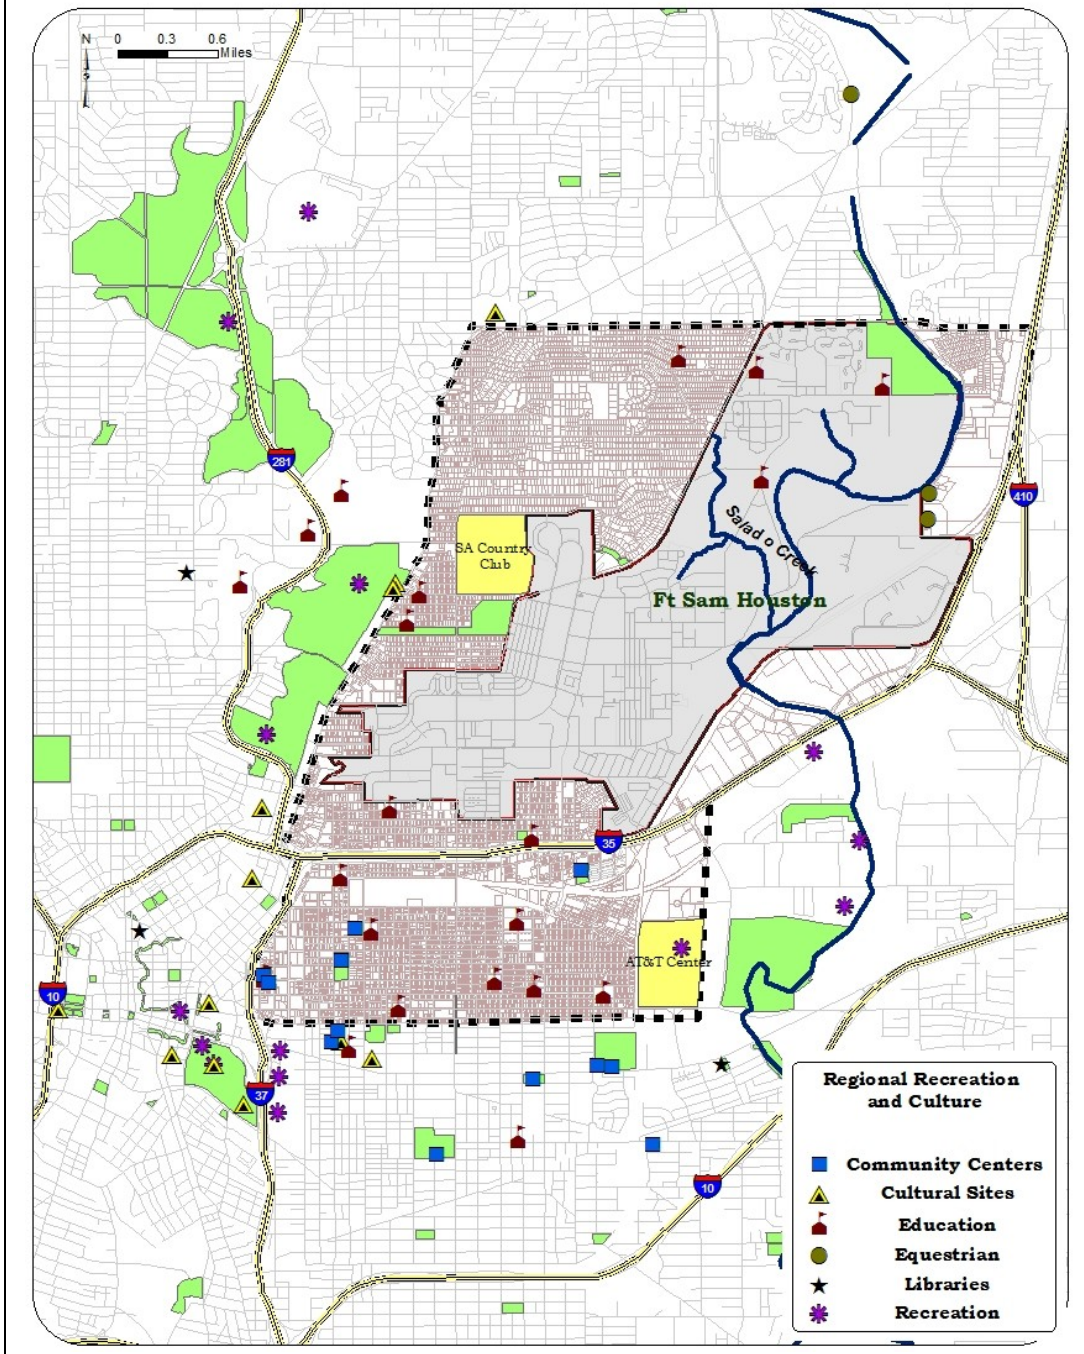 N
0 0.3 0.6
Miles
S
281
410
SA Country
Club
Salado Creek
Ft Sam Houston
35
AT&T Center
10
37
10
Regional Recreation
and Culture
Community Centers
Cultural Sites
Education
Equestrian
Libraries
Recreation